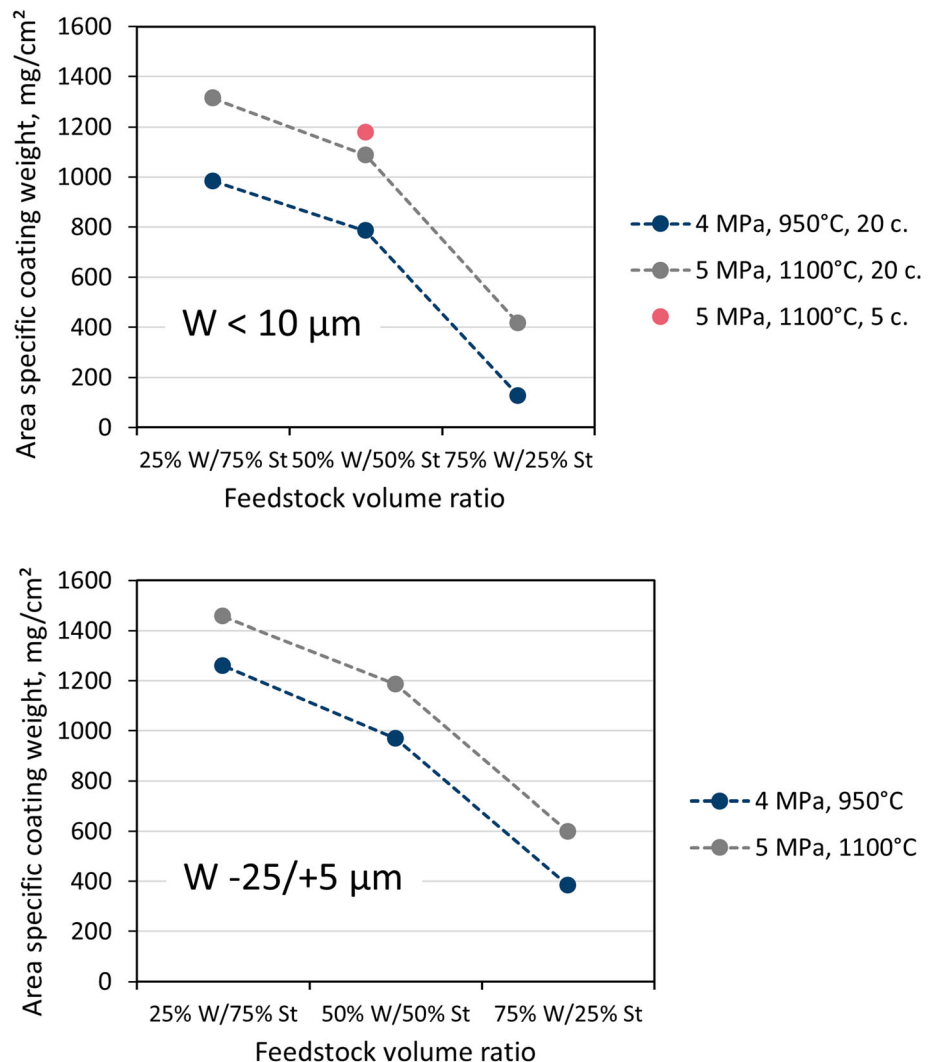 Area specific coating weight, mg/cm²
1600
1400
1200
1000
800
600
400
200
0
W < 10 µm
25% W/75% St 50% W/50% St 75% W/25% St
Feedstock volume ratio
4 MPa, 950°C, 20 c.
5 MPa, 1100°C, 20 c.
5 MPa, 1100°C, 5 c.
Area specific coating weight, mg/cm²
1600
1400
1200
1000
800
600
400
200
0
W -25/+5 µm
25% W/75% St 50% W/50% St 75% W/25% St
Feedstock volume ratio
4 MPa, 950°C
5 MPa, 1100°C